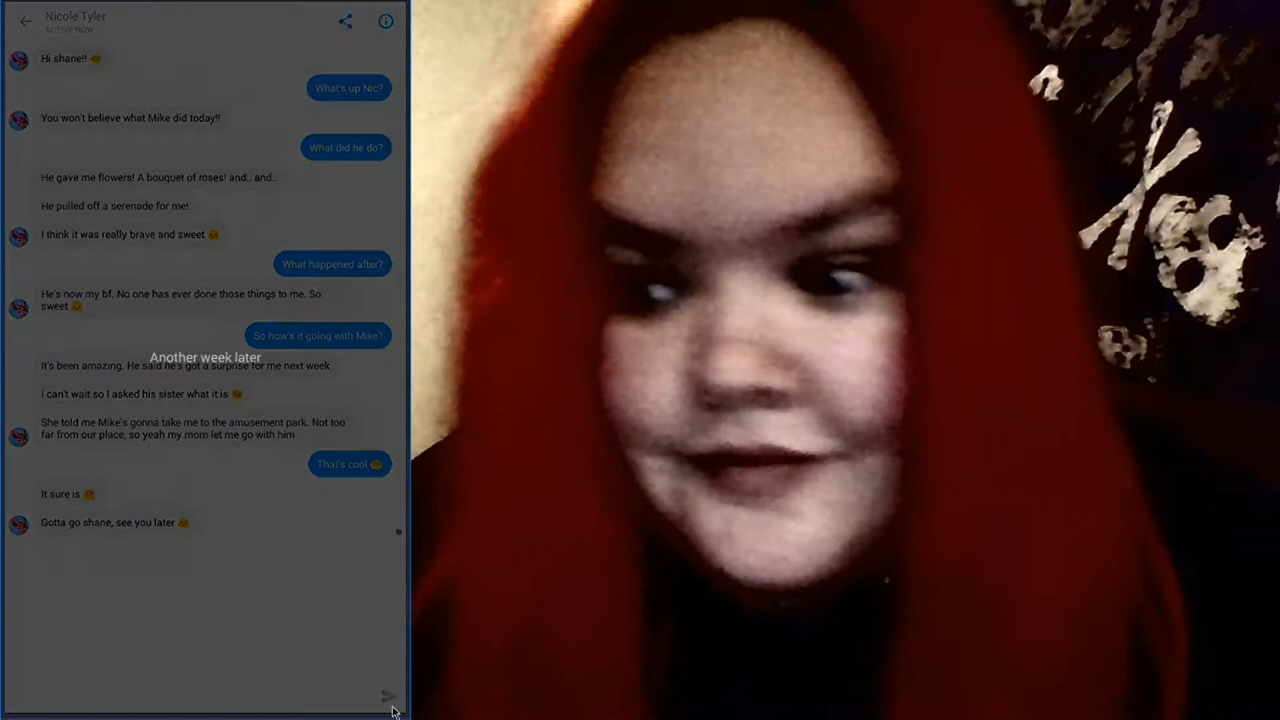 Nicole Tyler
ACTIVE NOW
Hi shane!!
What's up Nic?
You won't believe what Mike did today!!
What did he do?
He gave me flowers! A bouquet of roses! and.. and..
He pulled off a serenade for me!
I think it was really brave and sweet
What happened after?
He's now my bf. No one has ever done those things to me. So
sweet
So how's it going with Mike?
Another week later
It's been amazing. He said he's got a surprise for me next week
I can't wait so I asked his sister what it is
She told me Mike's gonna take me to the amusement park. Not too
far from our place, so yeah my mom let me go with him
That's cool
It sure is
Gotta go shane, see you later